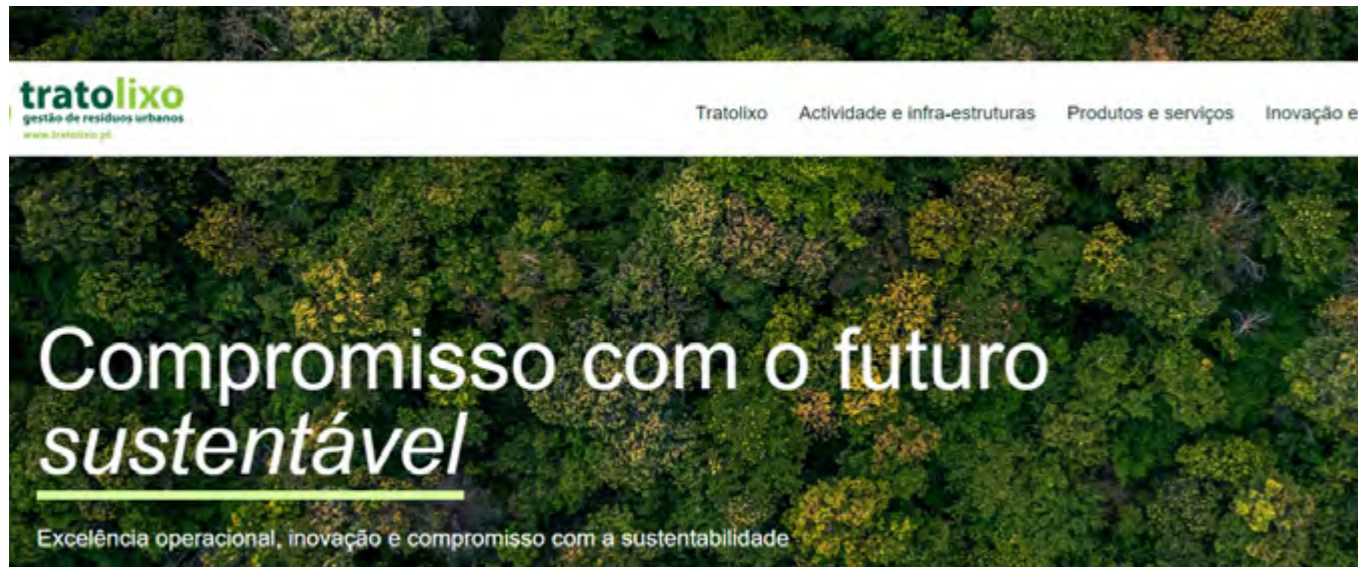 tratolixo
gestão de resíduos urbanos
www.tratolixo.pt
Tratolixo Actividade e infra-estruturas Produtos e serviços Inovação e
Compromisso com o futuro
sustentável
Excelência operacional, inovação e compromisso com a sustentabilidade